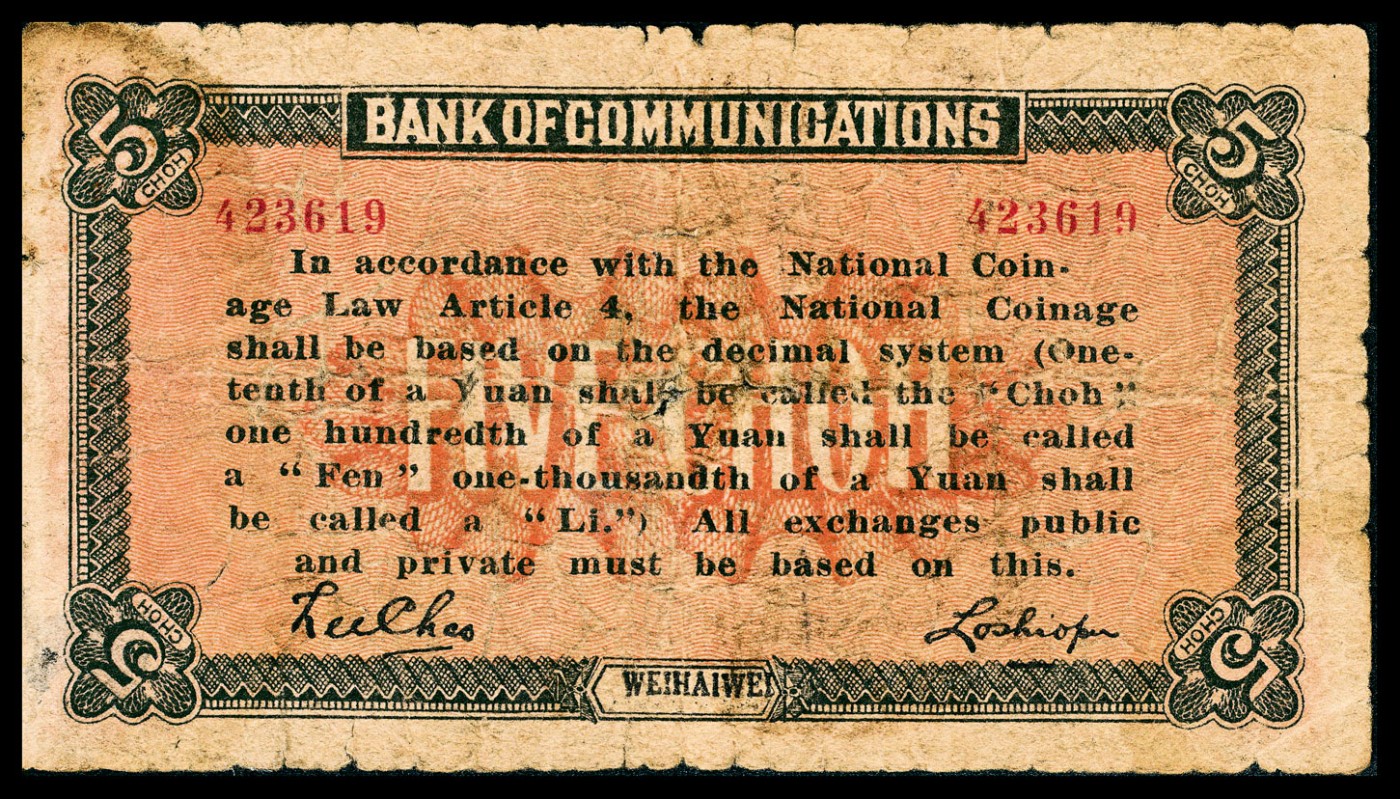 BANK OF COMMUNICATIONS
5 CHOH
5 CHOH
423619 423619
In accordance with the National Coin-
age Law Article 4, the National Coinage
shall be based on the decimal system (One-
tenth of a Yuan shall be called the "Choh"
one hundredth of a Yuan shall be called
a "Fen" one-thousandth of a Yuan shall
be called a "Li.") All exchanges public
and private must be based on this.
FIVE CHOH
5 CHOH
5 CHOH
WEIHAIWEI